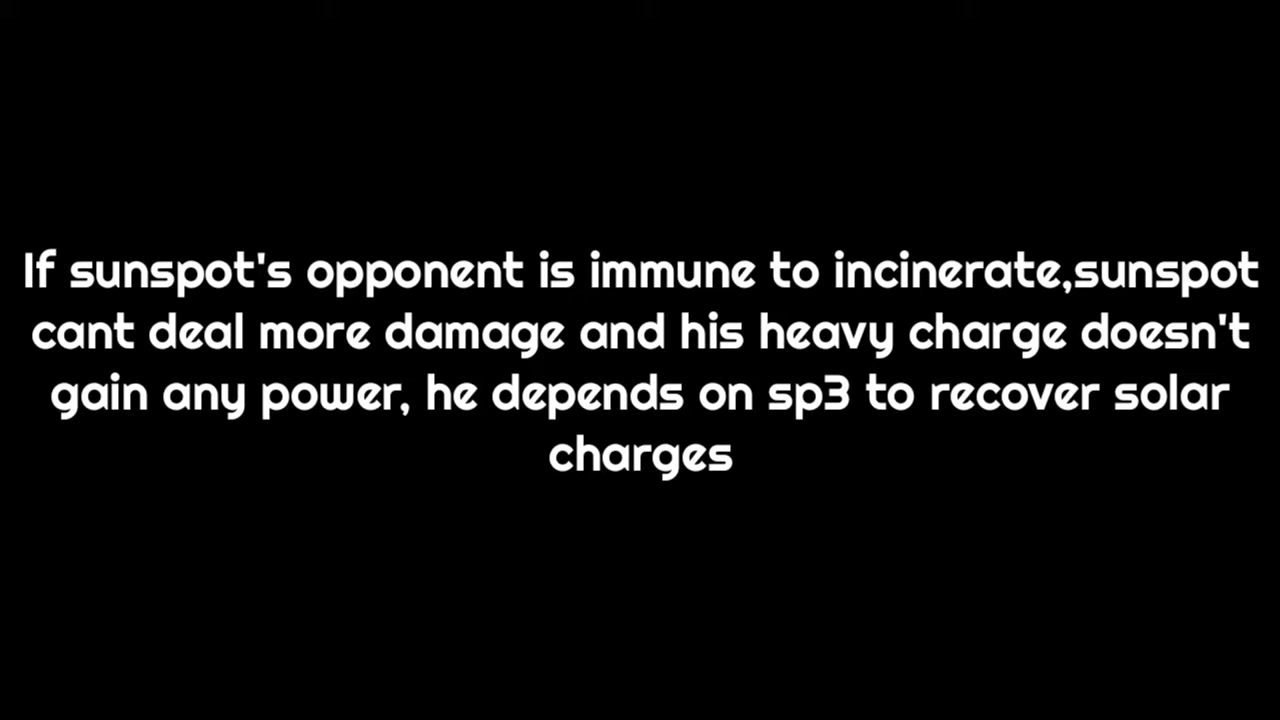 If sunspot's opponent is immune to incinerate,sunspot
cant deal more damage and his heavy charge doesn't
gain any power, he depends on sp3 to recover solar
charges